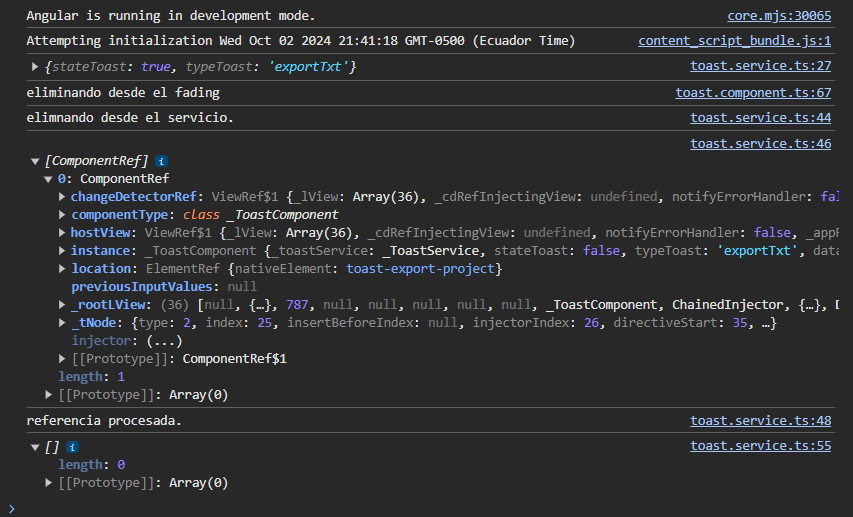 Angular is running in development mode. core.mjs:30065
Attempting initialization Wed Oct 02 2024 21:41:18 GMT-0500 (Ecuador Time) content_script_bundle.js:1
▶ {stateToast: true, typeToast: 'exportTxt'} toast.service.ts:27
eliminando desde el fading toast.component.ts:67
elimnando desde el servicio. toast.service.ts:44
toast.service.ts:46
▼ [ComponentRef] i
▼ 0: ComponentRef
▶ changeDetectorRef: ViewRef$1 {_lView: Array(36), _cdRefInjectingView: undefined, notifyErrorHandler: fal
▶ componentType: class _ToastComponent
▶ hostView: ViewRef$1 {_lView: Array(36), _cdRefInjectingView: undefined, notifyErrorHandler: false, _appR
▶ instance: _ToastComponent {_toastService: _ToastService, stateToast: false, typeToast: 'exportTxt', data
▶ location: ElementRef {nativeElement: toast-export-project}
previousInputValues: null
▶ _rootLView: (36) [null, {…}, 787, null, null, null, null, null, _ToastComponent, ChainedInjector, {…}, D
▶ _tNode: {type: 2, index: 25, insertBeforeIndex: null, injectorIndex: 26, directiveStart: 35, …}
injector: (...)
▶ [[Prototype]]: ComponentRef$1
length: 1
▶ [[Prototype]]: Array(0)
referencia procesada. toast.service.ts:48
▼ [] i toast.service.ts:55
length: 0
▶ [[Prototype]]: Array(0)
>